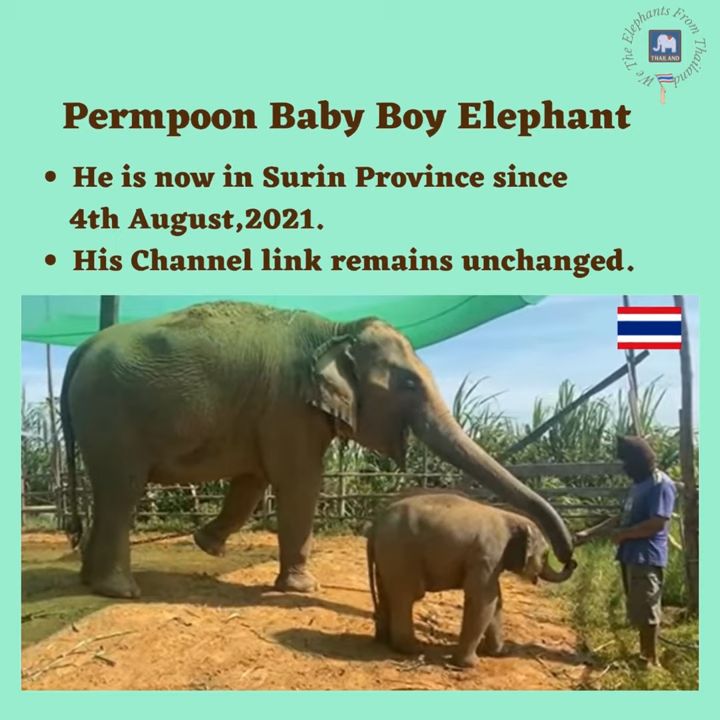 We The Elephants From Thailand
THAILAND
Permpoon Baby Boy Elephant
• He is now in Surin Province since
4th August,2021.
• His Channel link remains unchanged.